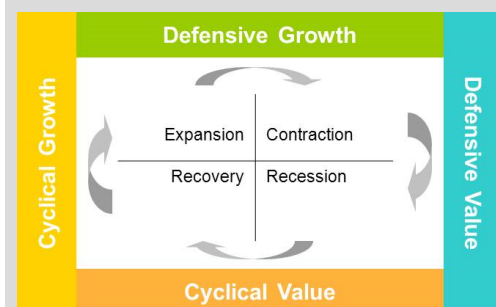 Defensive Growth
Cyclical Growth
Expansion
Contraction
Recovery
Recession
Defensive Value
Cyclical Value